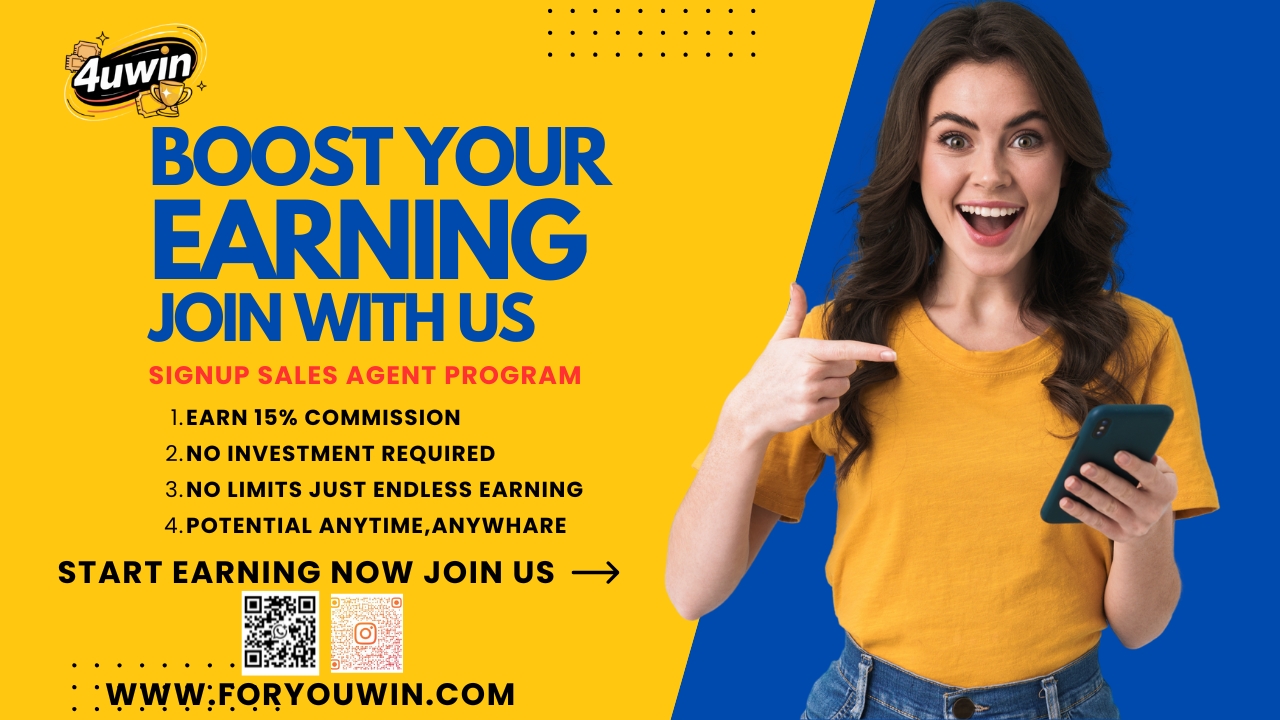 4uwin
BOOST YOUR
EARNING
JOIN WITH US
SIGNUP SALES AGENT PROGRAM
1. EARN 15% COMMISSION
2. NO INVESTMENT REQUIRED
3. NO LIMITS JUST ENDLESS EARNING
4. POTENTIAL ANYTIME,ANYWHARE
START EARNING NOW JOIN US
WWW.FORYOUWIN.COM